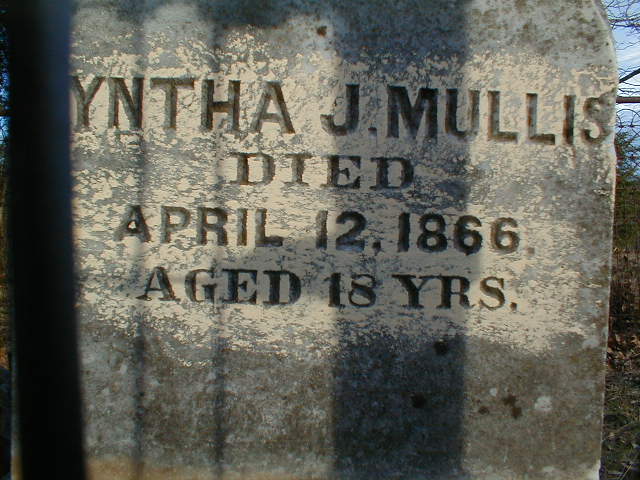 YNTHA J. MULLIS
DIED
APRIL 12, 1866.
AGED 18 YRS.